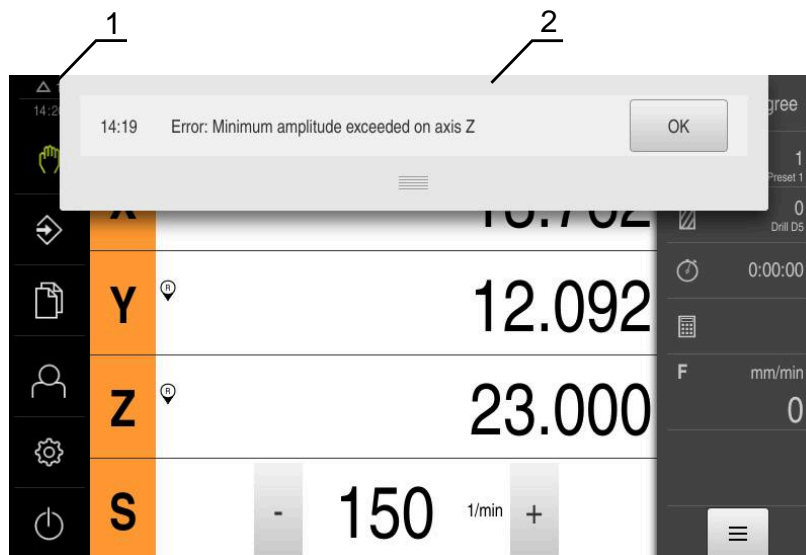 1
2
14:19 Error: Minimum amplitude exceeded on axis Z OK
gree
1
Preset 1
0
Drill D5
0:00:00
Y R 12.092
F mm/min
0
Z R 23.000
S - 150 1/min +